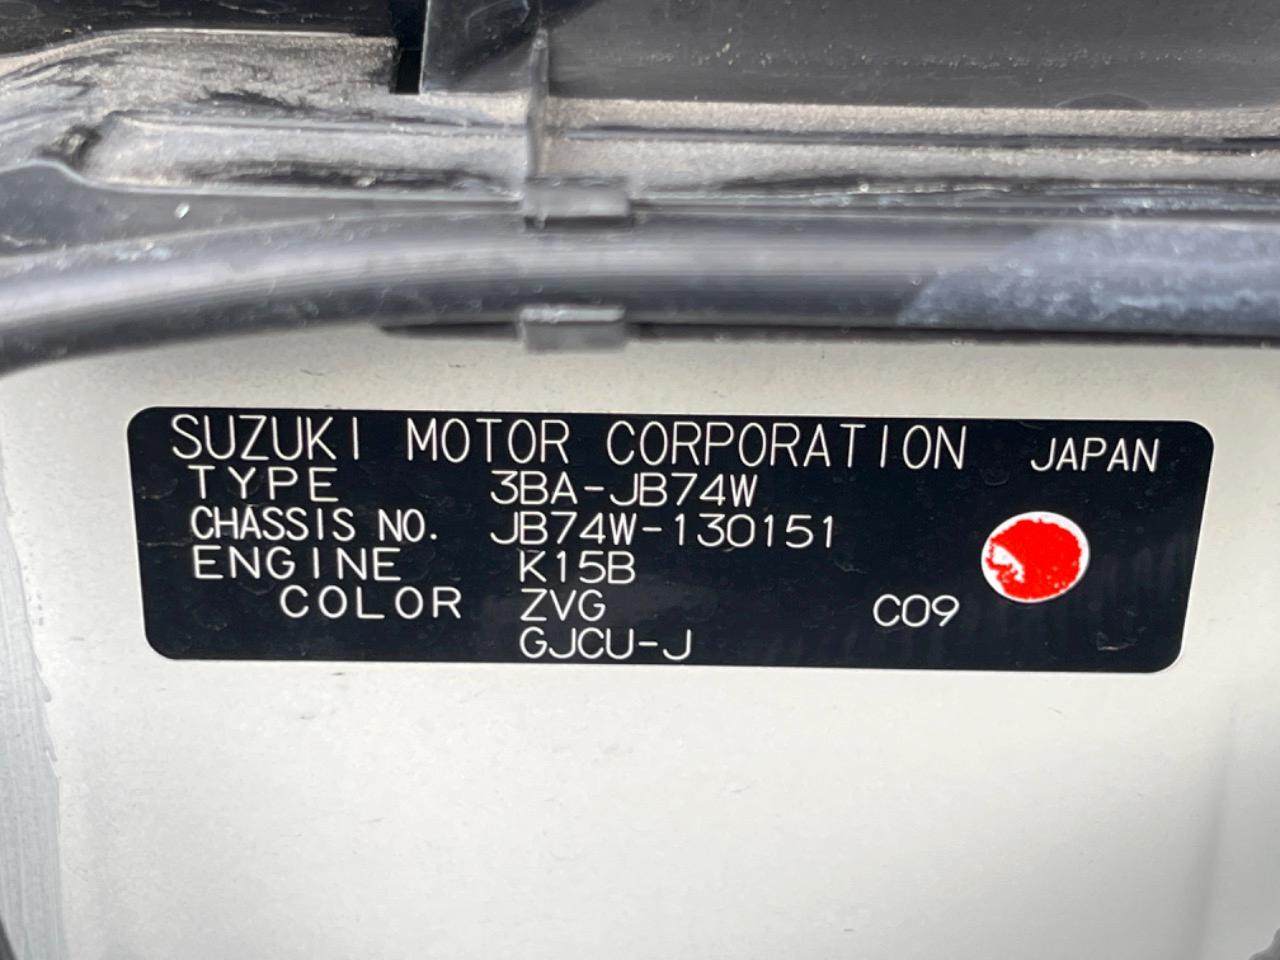 SUZUKI MOTOR CORPORATION JAPAN
TYPE 3BA-JB74W
CHASSIS NO. JB74W-130151
ENGINE K15B
COLOR ZVG C09
GJCU-J